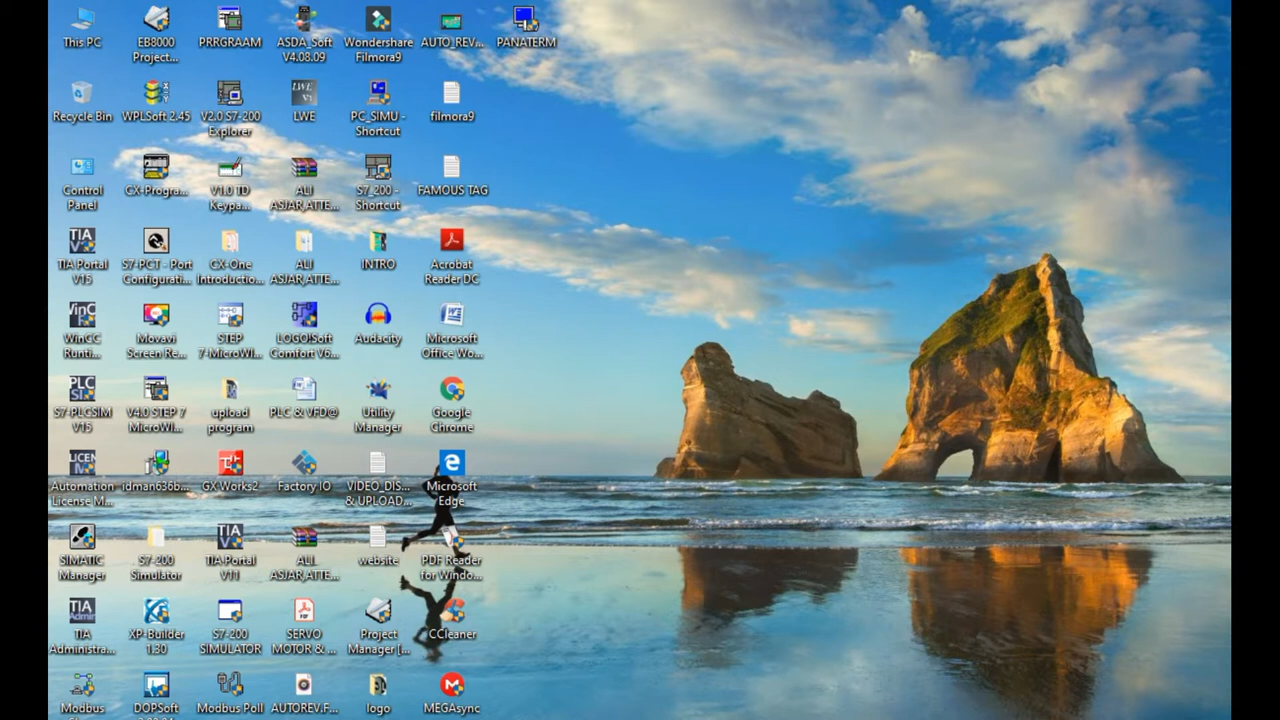 This PC
EB8000
Project...
PRRGRAAM
ASDA_Soft
V4.08.09
Wondershare
Filmora9
AUTO_REV...
PANATERM
Recycle Bin
WPLSoft 2.45
V2.0 S7-200
Explorer
LWE
PC_SIMU -
Shortcut
filmora9
Control
Panel
CX-Progra...
V1.0 TD
Keypa...
ALI
ASJAR,ATTE...
S7_200 -
Shortcut
FAMOUS TAG
TIA Portal
V15
S7-PCT - Port
Configurati...
CX-One
Introductio...
ALI
ASJAR,ATTE...
INTRO
Acrobat
Reader DC
WinCC
Runti...
Movavi
Screen Re...
STEP
7-MicroWI...
LOGO!Soft
Comfort V6...
Audacity
Microsoft
Office Wo...
S7-PLCSIM
V15
V4.0 STEP 7
MicroWI...
upload
program
PLC & VFD@
Utility
Manager
Google
Chrome
Automation
License M...
idman636b...
GX Works2
Factory IO
VIDEO_DIS...
& UPLOAD...
Microsoft
Edge
SIMATIC
Manager
S7-200
Simulator
TIA Portal
V11
ALI
ASJAR,ATTE...
website
PDF Reader
for Windo...
TIA
Administra...
XP-Builder
1.30
S7-200
SIMULATOR
SERVO
MOTOR & ...
Project
Manager [...
CCleaner
Modbus
DOPSoft
Modbus Poll
AUTOREV.F...
logo
MEGAsync